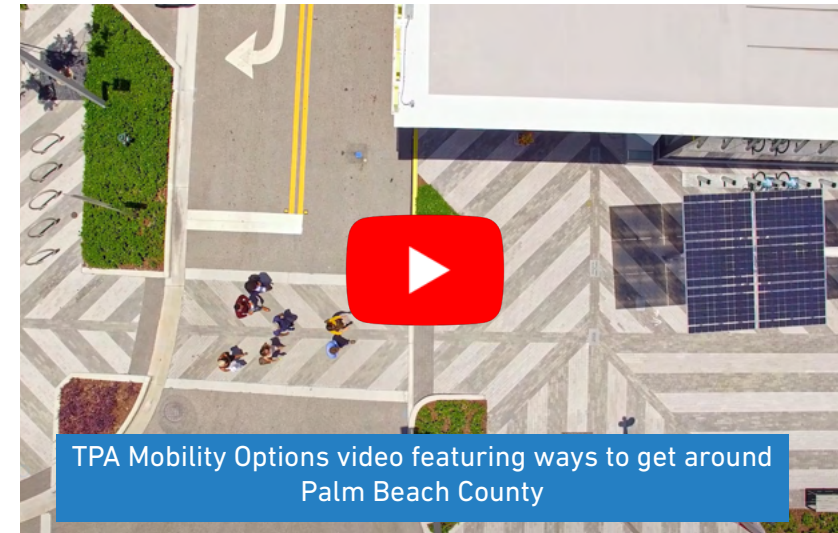 TPA Mobility Options video featuring ways to get around
Palm Beach County